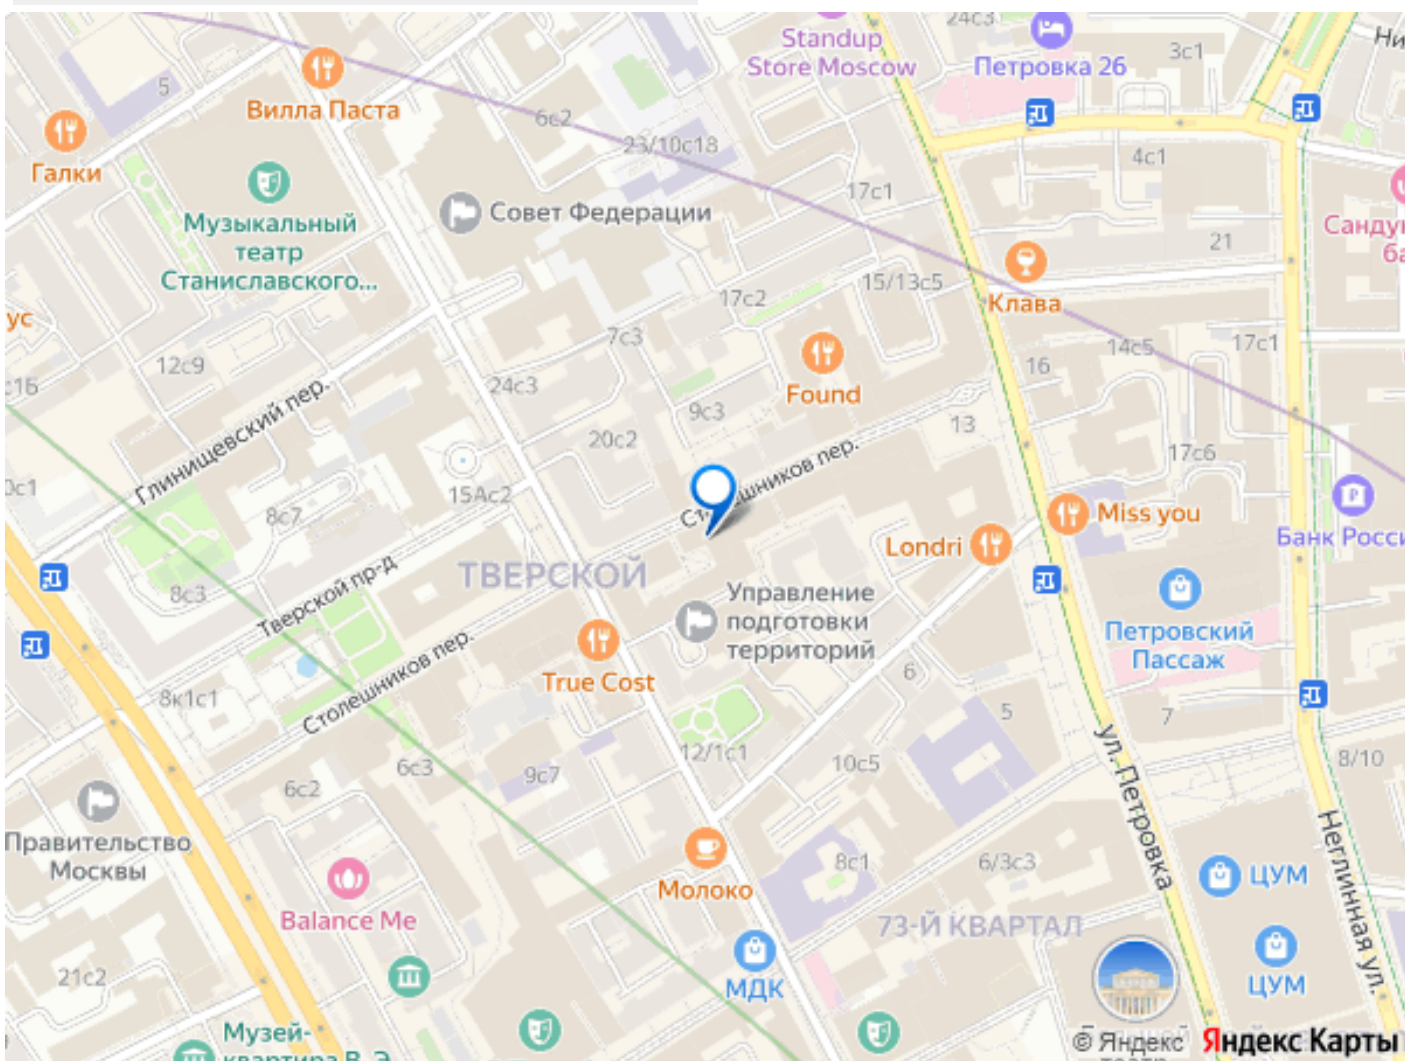 24с3
Standup
Store Moscow
Петровка 26
3с1
Ни
5
Вилла Паста
6с2
23/10с18
4с1
Галки
17с1
Совет Федерации
Музыкальный
театр
Станиславского...
Санду
ба
21
15/13с5
17с2
Клава
ус
7с3
12с9
14с5
17с1
16
с1б
24с3
Found
9с3
13
Глинищевский пер.
20с2
Столешников пер.
17с6
0с1
15Ас2
8с7
Miss you
Londri
Банк Росси
ТВЕРСКОЙ
8с3
Тверской пр-д
Управление
подготовки
территорий
Петровский
Пассаж
True Cost
6
8к1с1
Столешников пер.
5
7
12/1с1
ул. Петровка
8/10
6с3
9с7
10с5
6с2
Правительство
Москвы
Неглинная ул.
8с1
6/3с3
ЦУМ
Молоко
Balance Me
73-Й КВАРТАЛ
21с2
МДК
ЦУМ
Музей-
квартира В. Э.
© Яндекс Яндекс Карты
театр